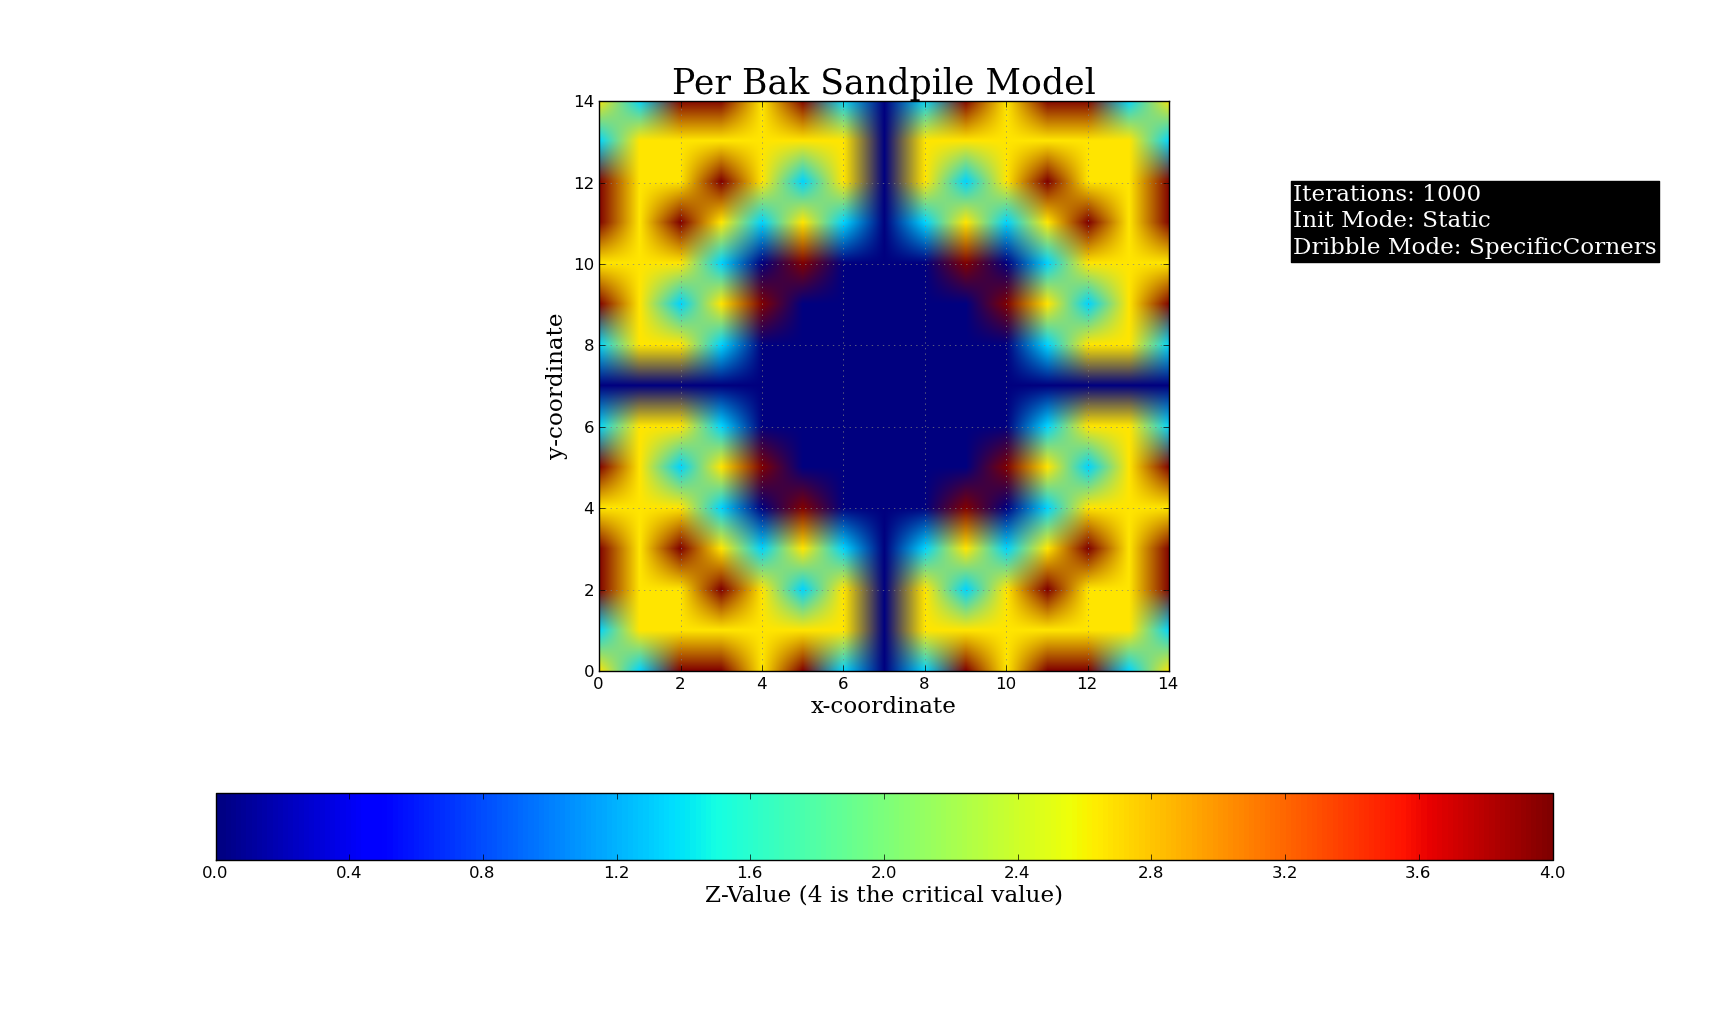 Per Bak Sandpile Model
14
12
10
8
6
4
2
0
y-coordinate
0 2 4 6 8 10 12 14
x-coordinate
Iterations: 1000
Init Mode: Static
Dribble Mode: SpecificCorners
0.0 0.4 0.8 1.2 1.6 2.0 2.4 2.8 3.2 3.6 4.0
Z-Value (4 is the critical value)